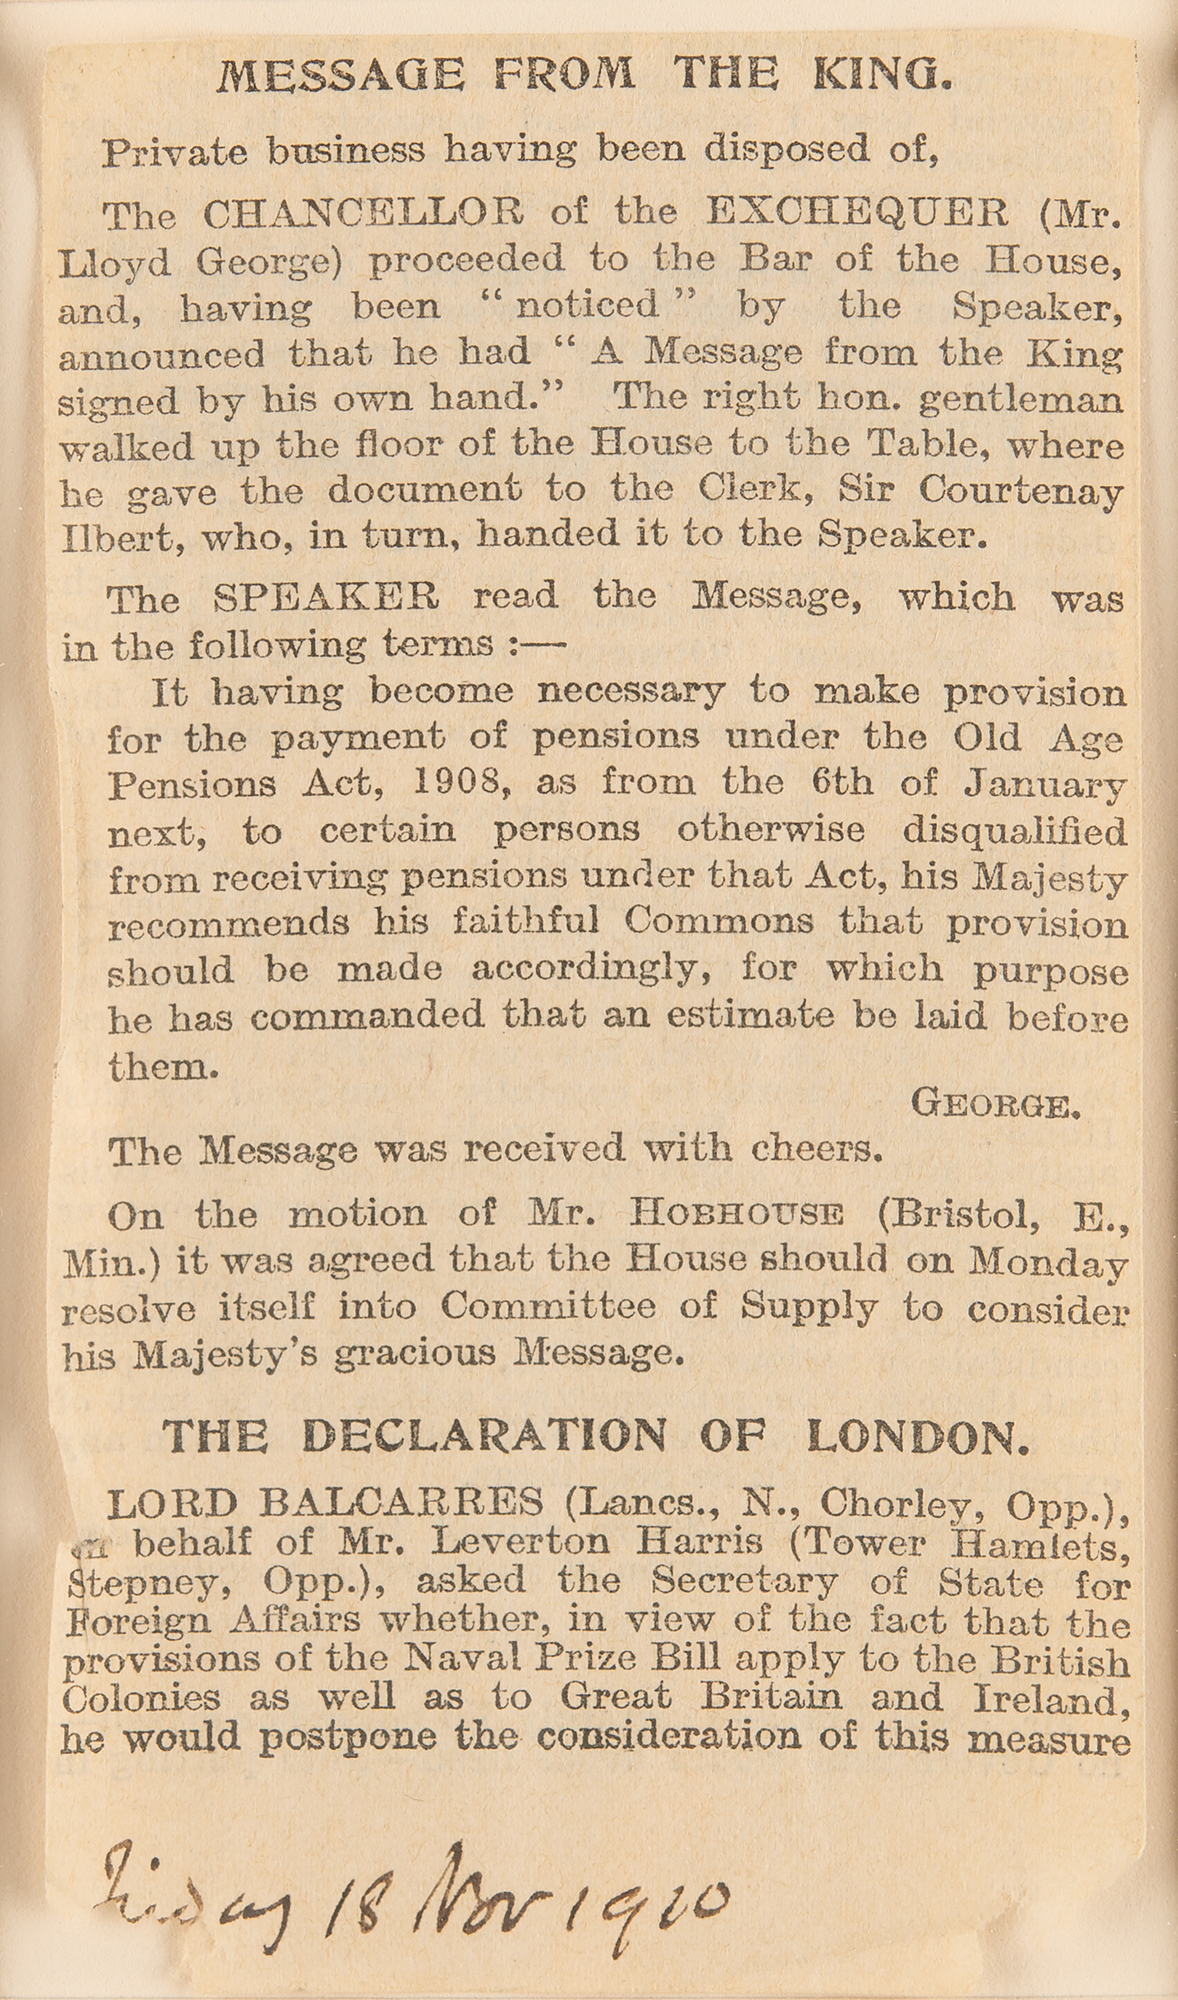 MESSAGE FROM THE KING.
Private business having been disposed of,
The CHANCELLOR of the EXCHEQUER (Mr.
Lloyd George) proceeded to the Bar of the House,
and, having been “ noticed ” by the Speaker,
announced that he had “ A Message from the King
signed by his own hand.” The right hon. gentleman
walked up the floor of the House to the Table, where
he gave the document to the Clerk, Sir Courtenay
Ilbert, who, in turn, handed it to the Speaker.
The SPEAKER read the Message, which was
in the following terms :—
It having become necessary to make provision
for the payment of pensions under the Old Age
Pensions Act, 1908, as from the 6th of January
next, to certain persons otherwise disqualified
from receiving pensions under that Act, his Majesty
recommends his faithful Commons that provision
should be made accordingly, for which purpose
he has commanded that an estimate be laid before
them.
GEORGE.
The Message was received with cheers.
On the motion of Mr. HOBHOUSE (Bristol, E.,
Min.) it was agreed that the House should on Monday
resolve itself into Committee of Supply to consider
his Majesty’s gracious Message.
THE DECLARATION OF LONDON.
LORD BALCARRES (Lancs., N., Chorley, Opp.),
on behalf of Mr. Leverton Harris (Tower Hamlets,
Stepney, Opp.), asked the Secretary of State for
Foreign Affairs whether, in view of the fact that the
provisions of the Naval Prize Bill apply to the British
Colonies as well as to Great Britain and Ireland,
he would postpone the consideration of this measure
Friday 18 Nov 1910